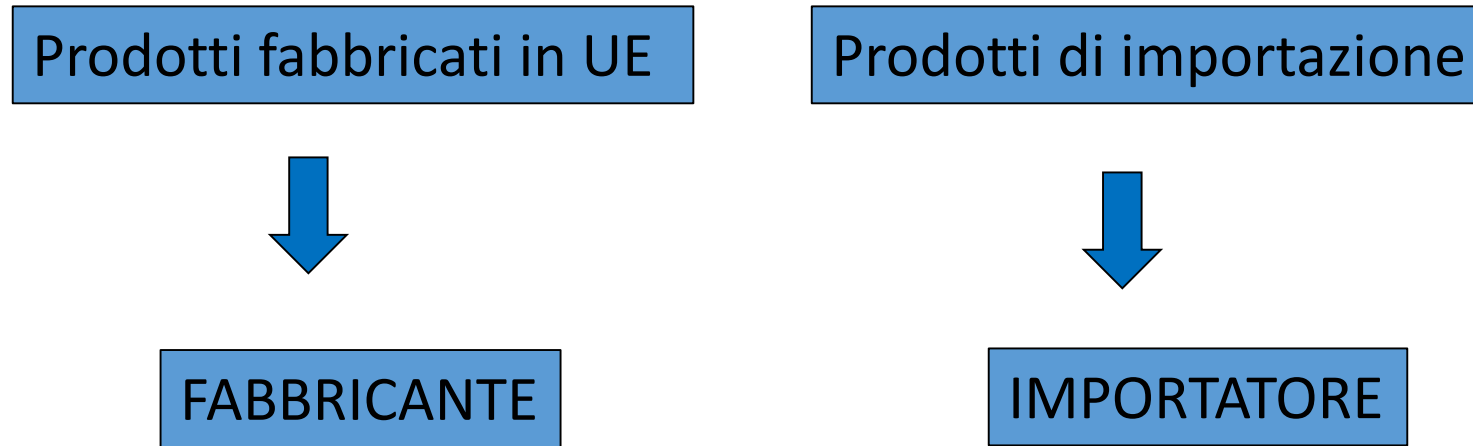 Prodotti fabbricati in UE
Prodotti di importazione
FABBRICANTE
IMPORTATORE